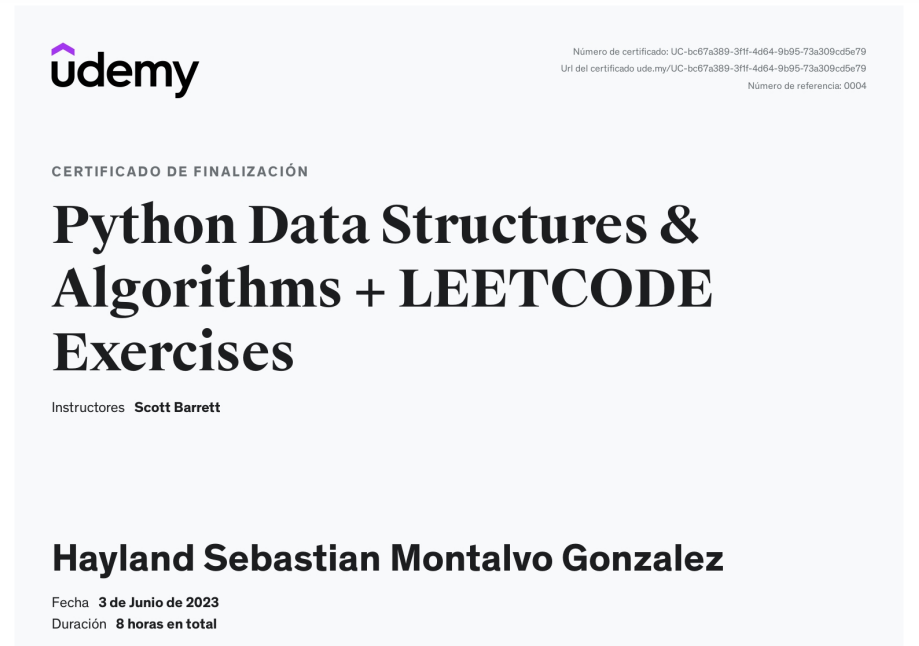 udemy
Número de certificado: UC-bc67a389-3f1f-4d64-9b95-73a309cd5e79
Url del certificado ude.my/UC-bc67a389-3f1f-4d64-9b95-73a309cd5e79
Número de referencia: 0004
CERTIFICADO DE FINALIZACIÓN
Python Data Structures &
Algorithms + LEETCODE
Exercises
Instructores Scott Barrett
Hayland Sebastian Montalvo Gonzalez
Fecha 3 de Junio de 2023
Duración 8 horas en total